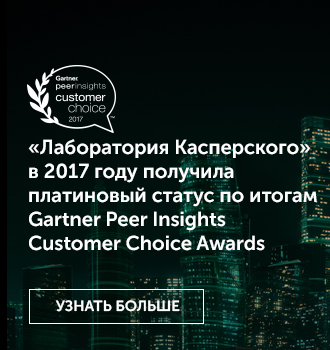 Gartner
peerinsights
customer
choice
2017
«Лаборатория Касперского»
в 2017 году получила
платиновый статус по итогам
Gartner Peer Insights
Customer Choice Awards
УЗНАТЬ БОЛЬШЕ